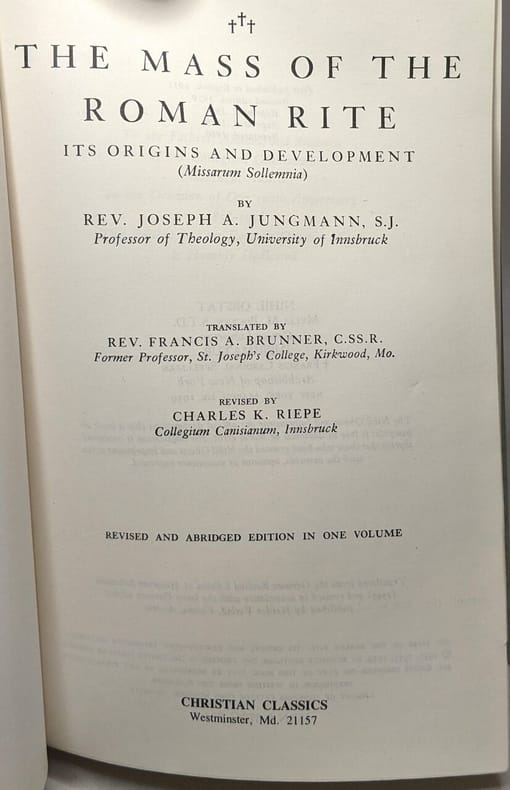 †††
THE MASS OF THE
ROMAN RITE
ITS ORIGINS AND DEVELOPMENT
(Missarum Sollemnia)
BY
REV. JOSEPH A. JUNGMANN, S.J.
Professor of Theology, University of Innsbruck
TRANSLATED BY
REV. FRANCIS A. BRUNNER, C.SS.R.
Former Professor, St. Joseph's College, Kirkwood, Mo.
REVISED BY
CHARLES K. RIEPE
Collegium Canisianum, Innsbruck
REVISED AND ABRIDGED EDITION IN ONE VOLUME
CHRISTIAN CLASSICS
Westminster, Md. 21157